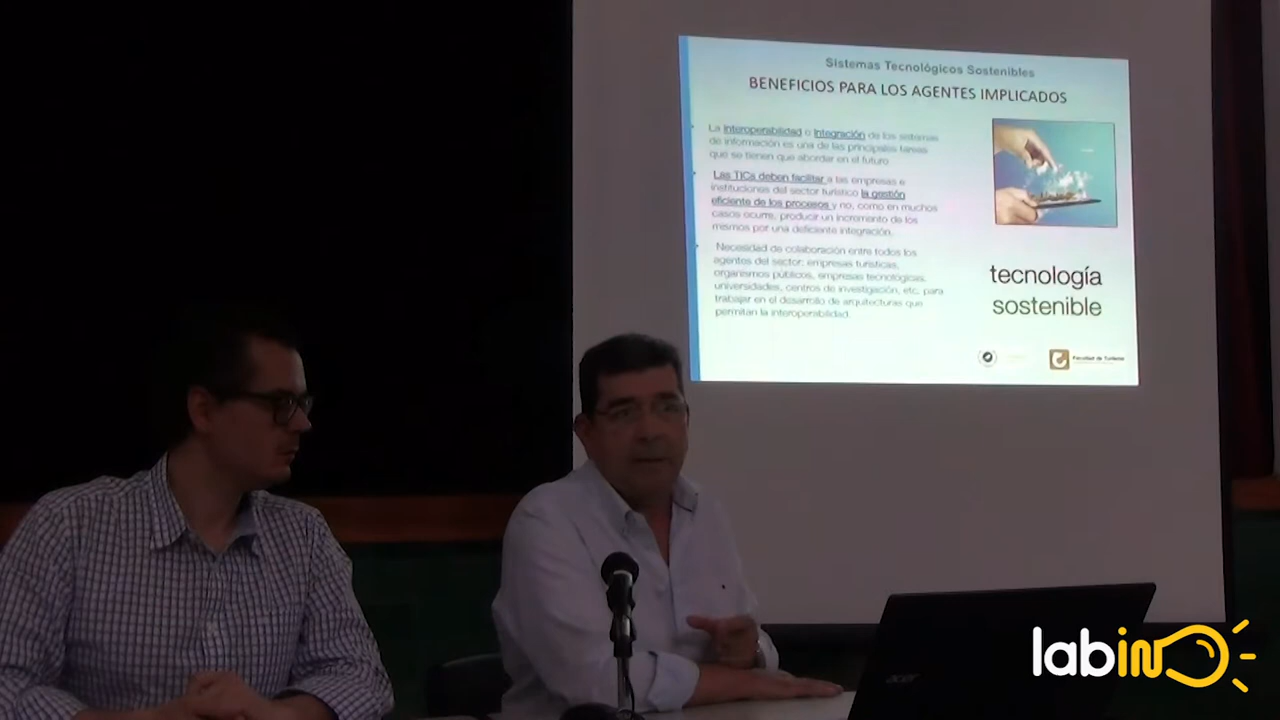 Sistemas Tecnológicos Sostenibles
BENEFICIOS PARA LOS AGENTES IMPLICADOS
La interoperabilidad o integración de los sistemas
de información es una de las principales tareas
que se tienen que abordar en el futuro
Las TICs deben facilitar a las empresas e
instituciones del sector turístico la gestión
eficiente de los procesos y no, como en muchos
casos ocurre, producir un incremento de los
mismos por una deficiente integración.
Necesidad de colaboración entre todos los
agentes del sector: empresas turísticas,
organismos públicos, empresas tecnológicas,
universidades, centros de investigación, etc. para
trabajar en el desarrollo de arquitecturas que
permitan la interoperabilidad.
tecnología
sostenible
Facultad de Turismo
acer
labin